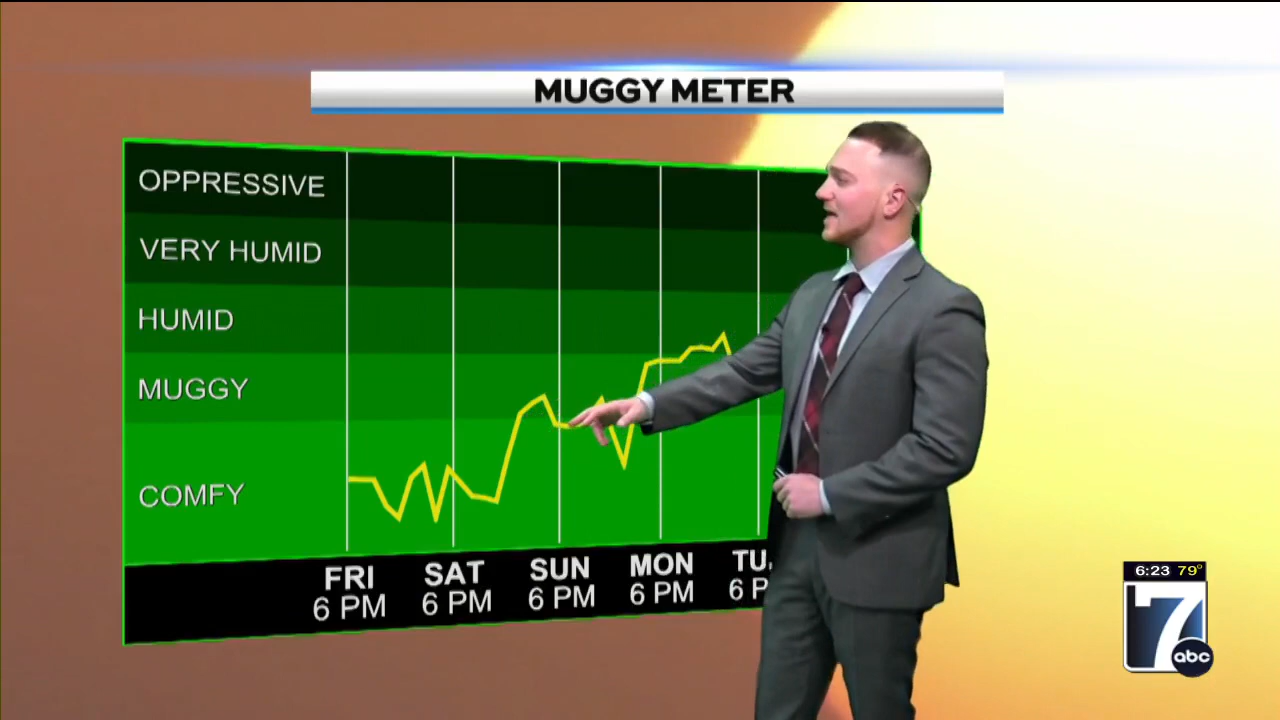 MUGGY METER
OPPRESSIVE
VERY HUMID
HUMID
MUGGY
COMFY
FRI SAT SUN MON
6 PM 6 PM 6 PM 6 PM 6
6:23 79°
7
abc